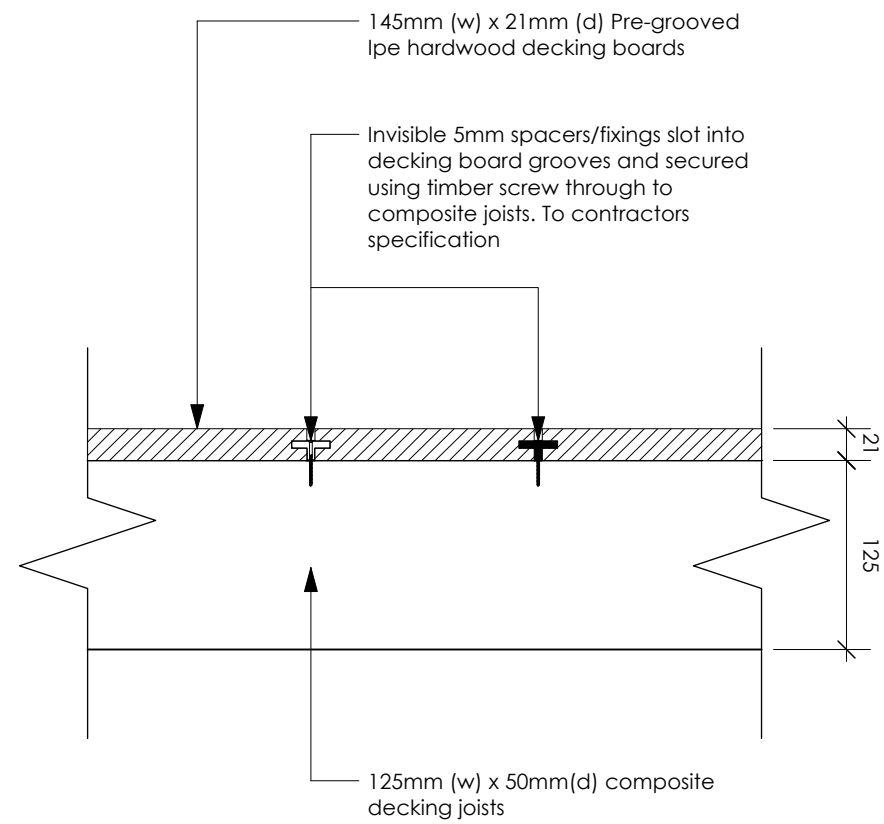 145mm (w) x 21mm (d) Pre-grooved
Ipe hardwood decking boards
Invisible 5mm spacers/fixings slot into
decking board grooves and secured
using timber screw through to
composite joists. To contractors
specification
21
125
125mm (w) x 50mm(d) composite
decking joists